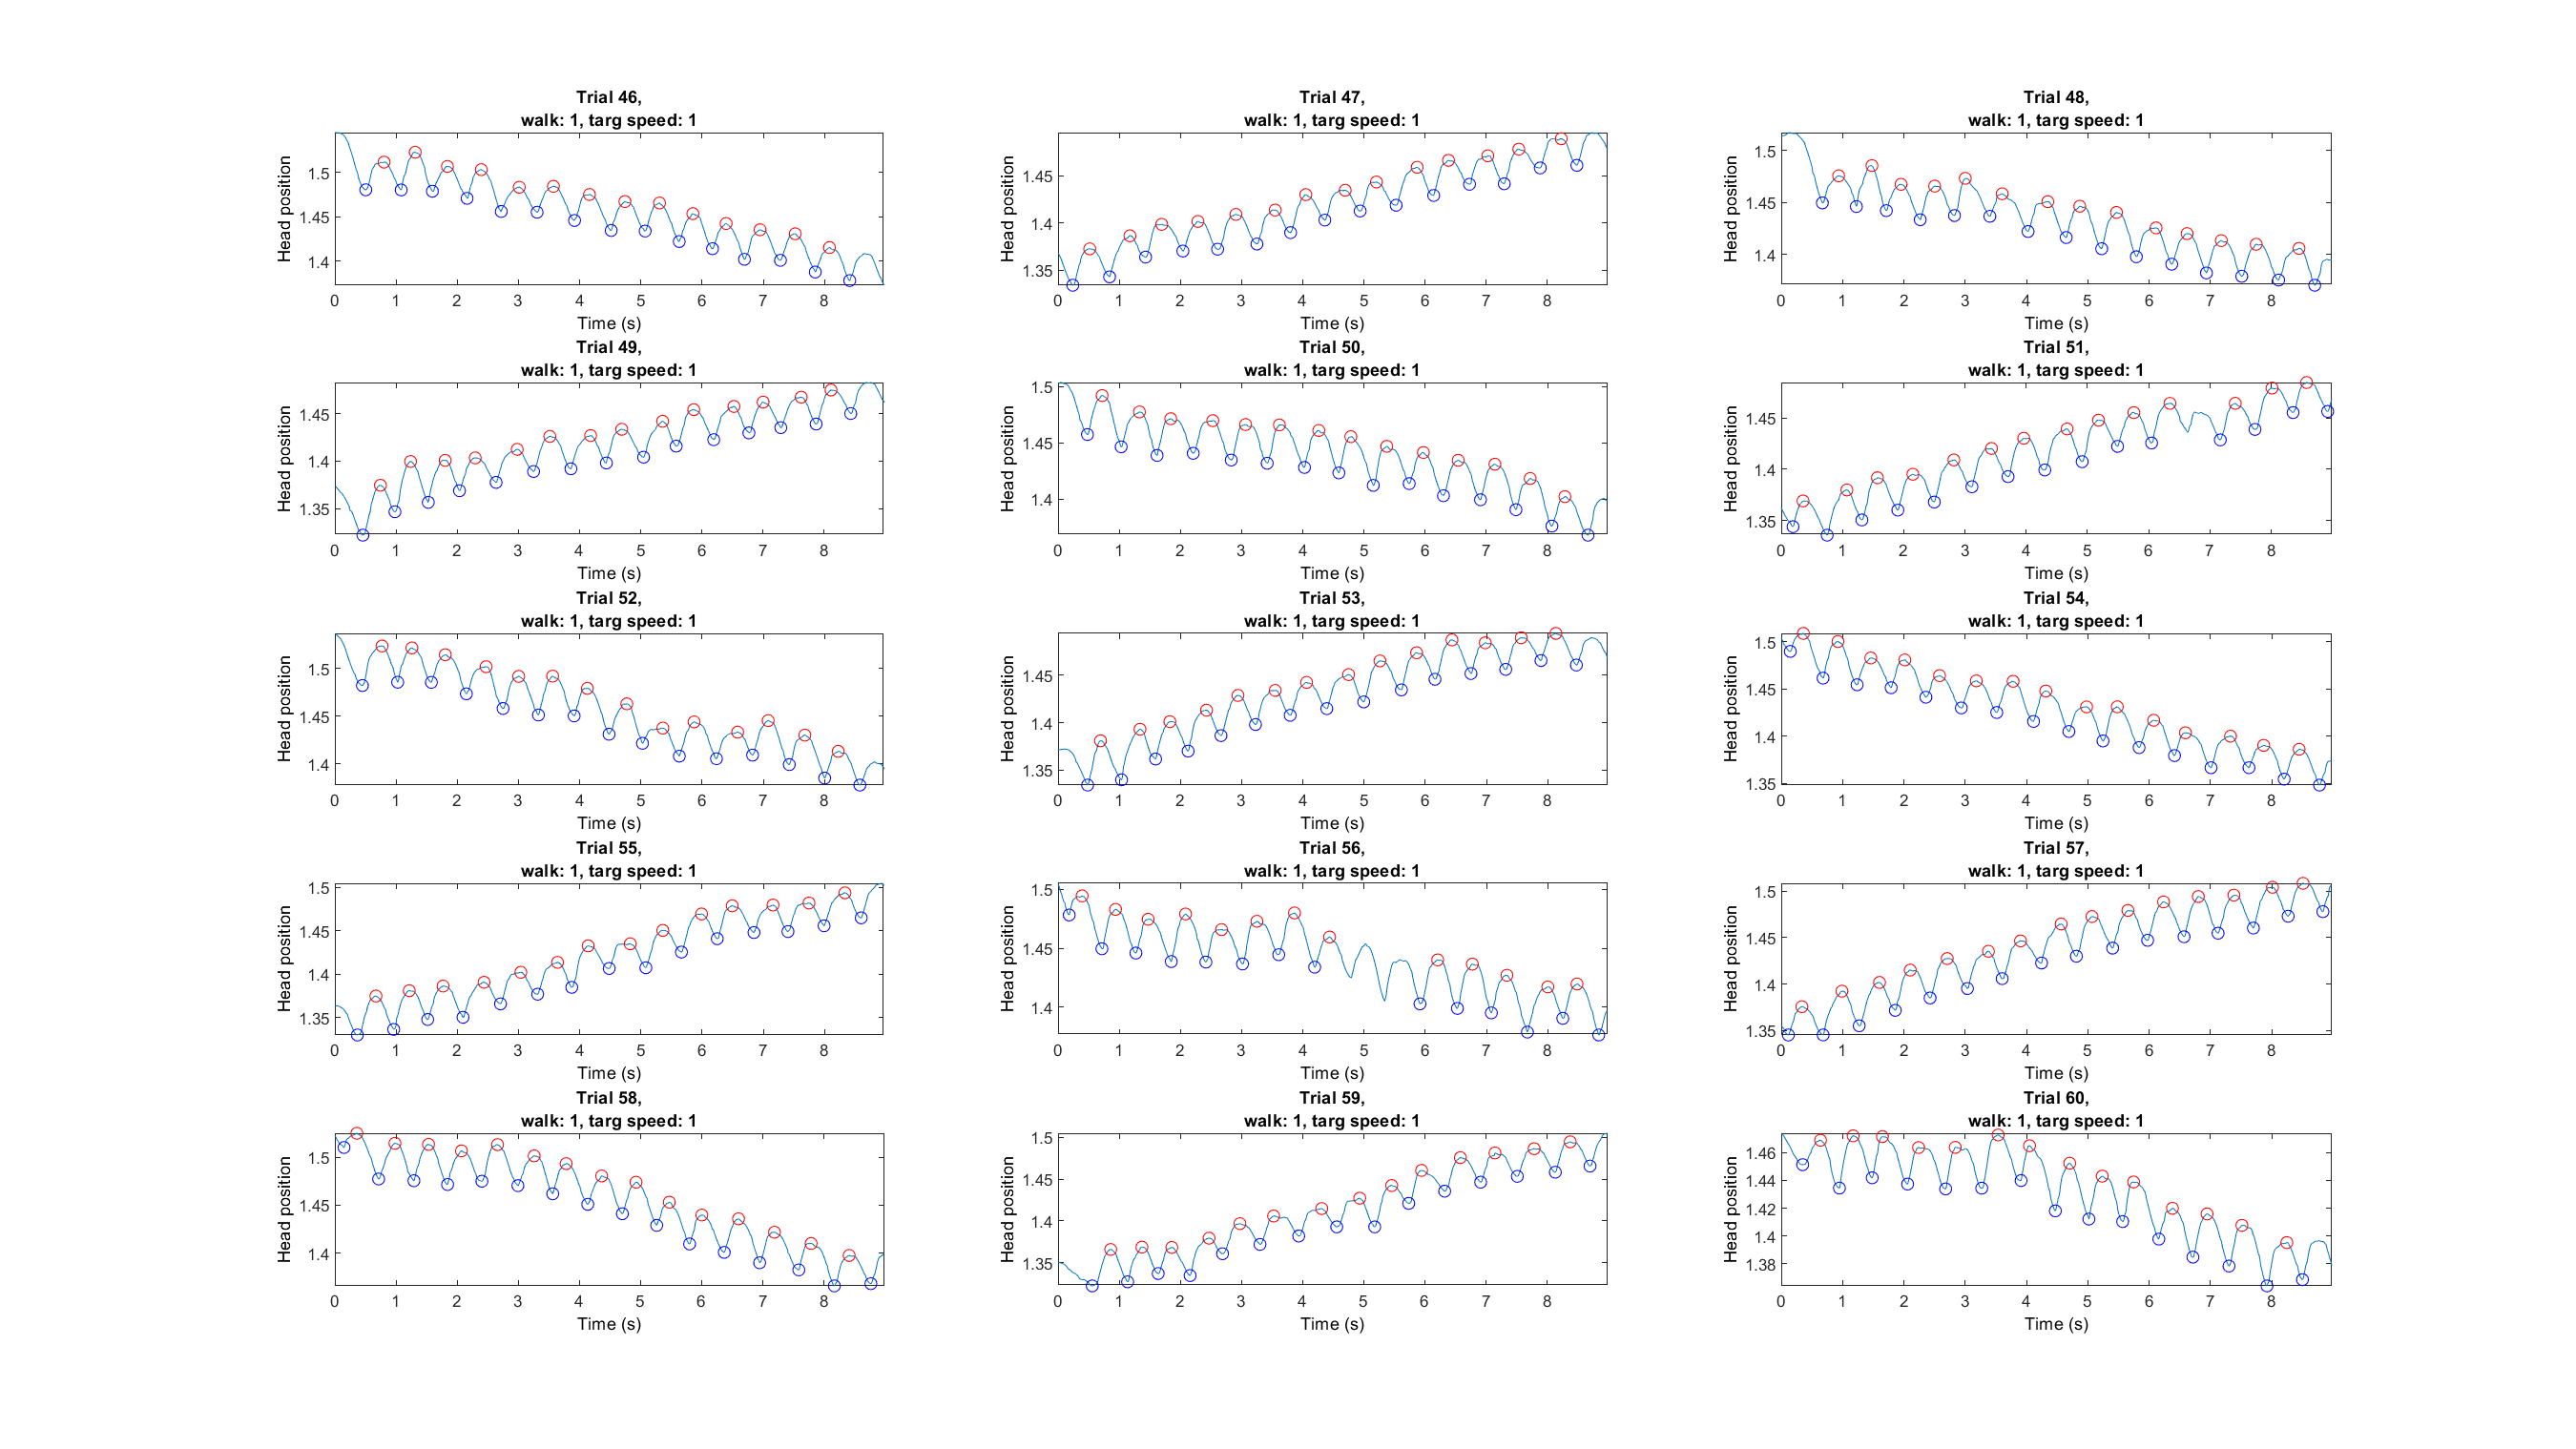 Trial 46,
walk: 1, targ speed: 1
Head position
1.5
1.45
1.4
0 1 2 3 4 5 6 7 8
Time (s)
Trial 47,
walk: 1, targ speed: 1
Head position
1.45
1.4
1.35
0 1 2 3 4 5 6 7 8
Time (s)
Trial 48,
walk: 1, targ speed: 1
Head position
1.5
1.45
1.4
0 1 2 3 4 5 6 7 8
Time (s)
Trial 49,
walk: 1, targ speed: 1
Head position
1.45
1.4
1.35
0 1 2 3 4 5 6 7 8
Time (s)
Trial 50,
walk: 1, targ speed: 1
Head position
1.5
1.45
1.4
0 1 2 3 4 5 6 7 8
Time (s)
Trial 51,
walk: 1, targ speed: 1
Head position
1.45
1.4
1.35
0 1 2 3 4 5 6 7 8
Time (s)
Trial 52,
walk: 1, targ speed: 1
Head position
1.5
1.45
1.4
0 1 2 3 4 5 6 7 8
Time (s)
Trial 53,
walk: 1, targ speed: 1
Head position
1.45
1.4
1.35
0 1 2 3 4 5 6 7 8
Time (s)
Trial 54,
walk: 1, targ speed: 1
Head position
1.5
1.45
1.4
1.35
0 1 2 3 4 5 6 7 8
Time (s)
Trial 55,
walk: 1, targ speed: 1
Head position
1.5
1.45
1.4
1.35
0 1 2 3 4 5 6 7 8
Time (s)
Trial 56,
walk: 1, targ speed: 1
Head position
1.5
1.45
1.4
0 1 2 3 4 5 6 7 8
Time (s)
Trial 57,
walk: 1, targ speed: 1
Head position
1.5
1.45
1.4
1.35
0 1 2 3 4 5 6 7 8
Time (s)
Trial 58,
walk: 1, targ speed: 1
Head position
1.5
1.45
1.4
0 1 2 3 4 5 6 7 8
Time (s)
Trial 59,
walk: 1, targ speed: 1
Head position
1.5
1.45
1.4
1.35
0 1 2 3 4 5 6 7 8
Time (s)
Trial 60,
walk: 1, targ speed: 1
Head position
1.46
1.44
1.42
1.4
1.38
0 1 2 3 4 5 6 7 8
Time (s)